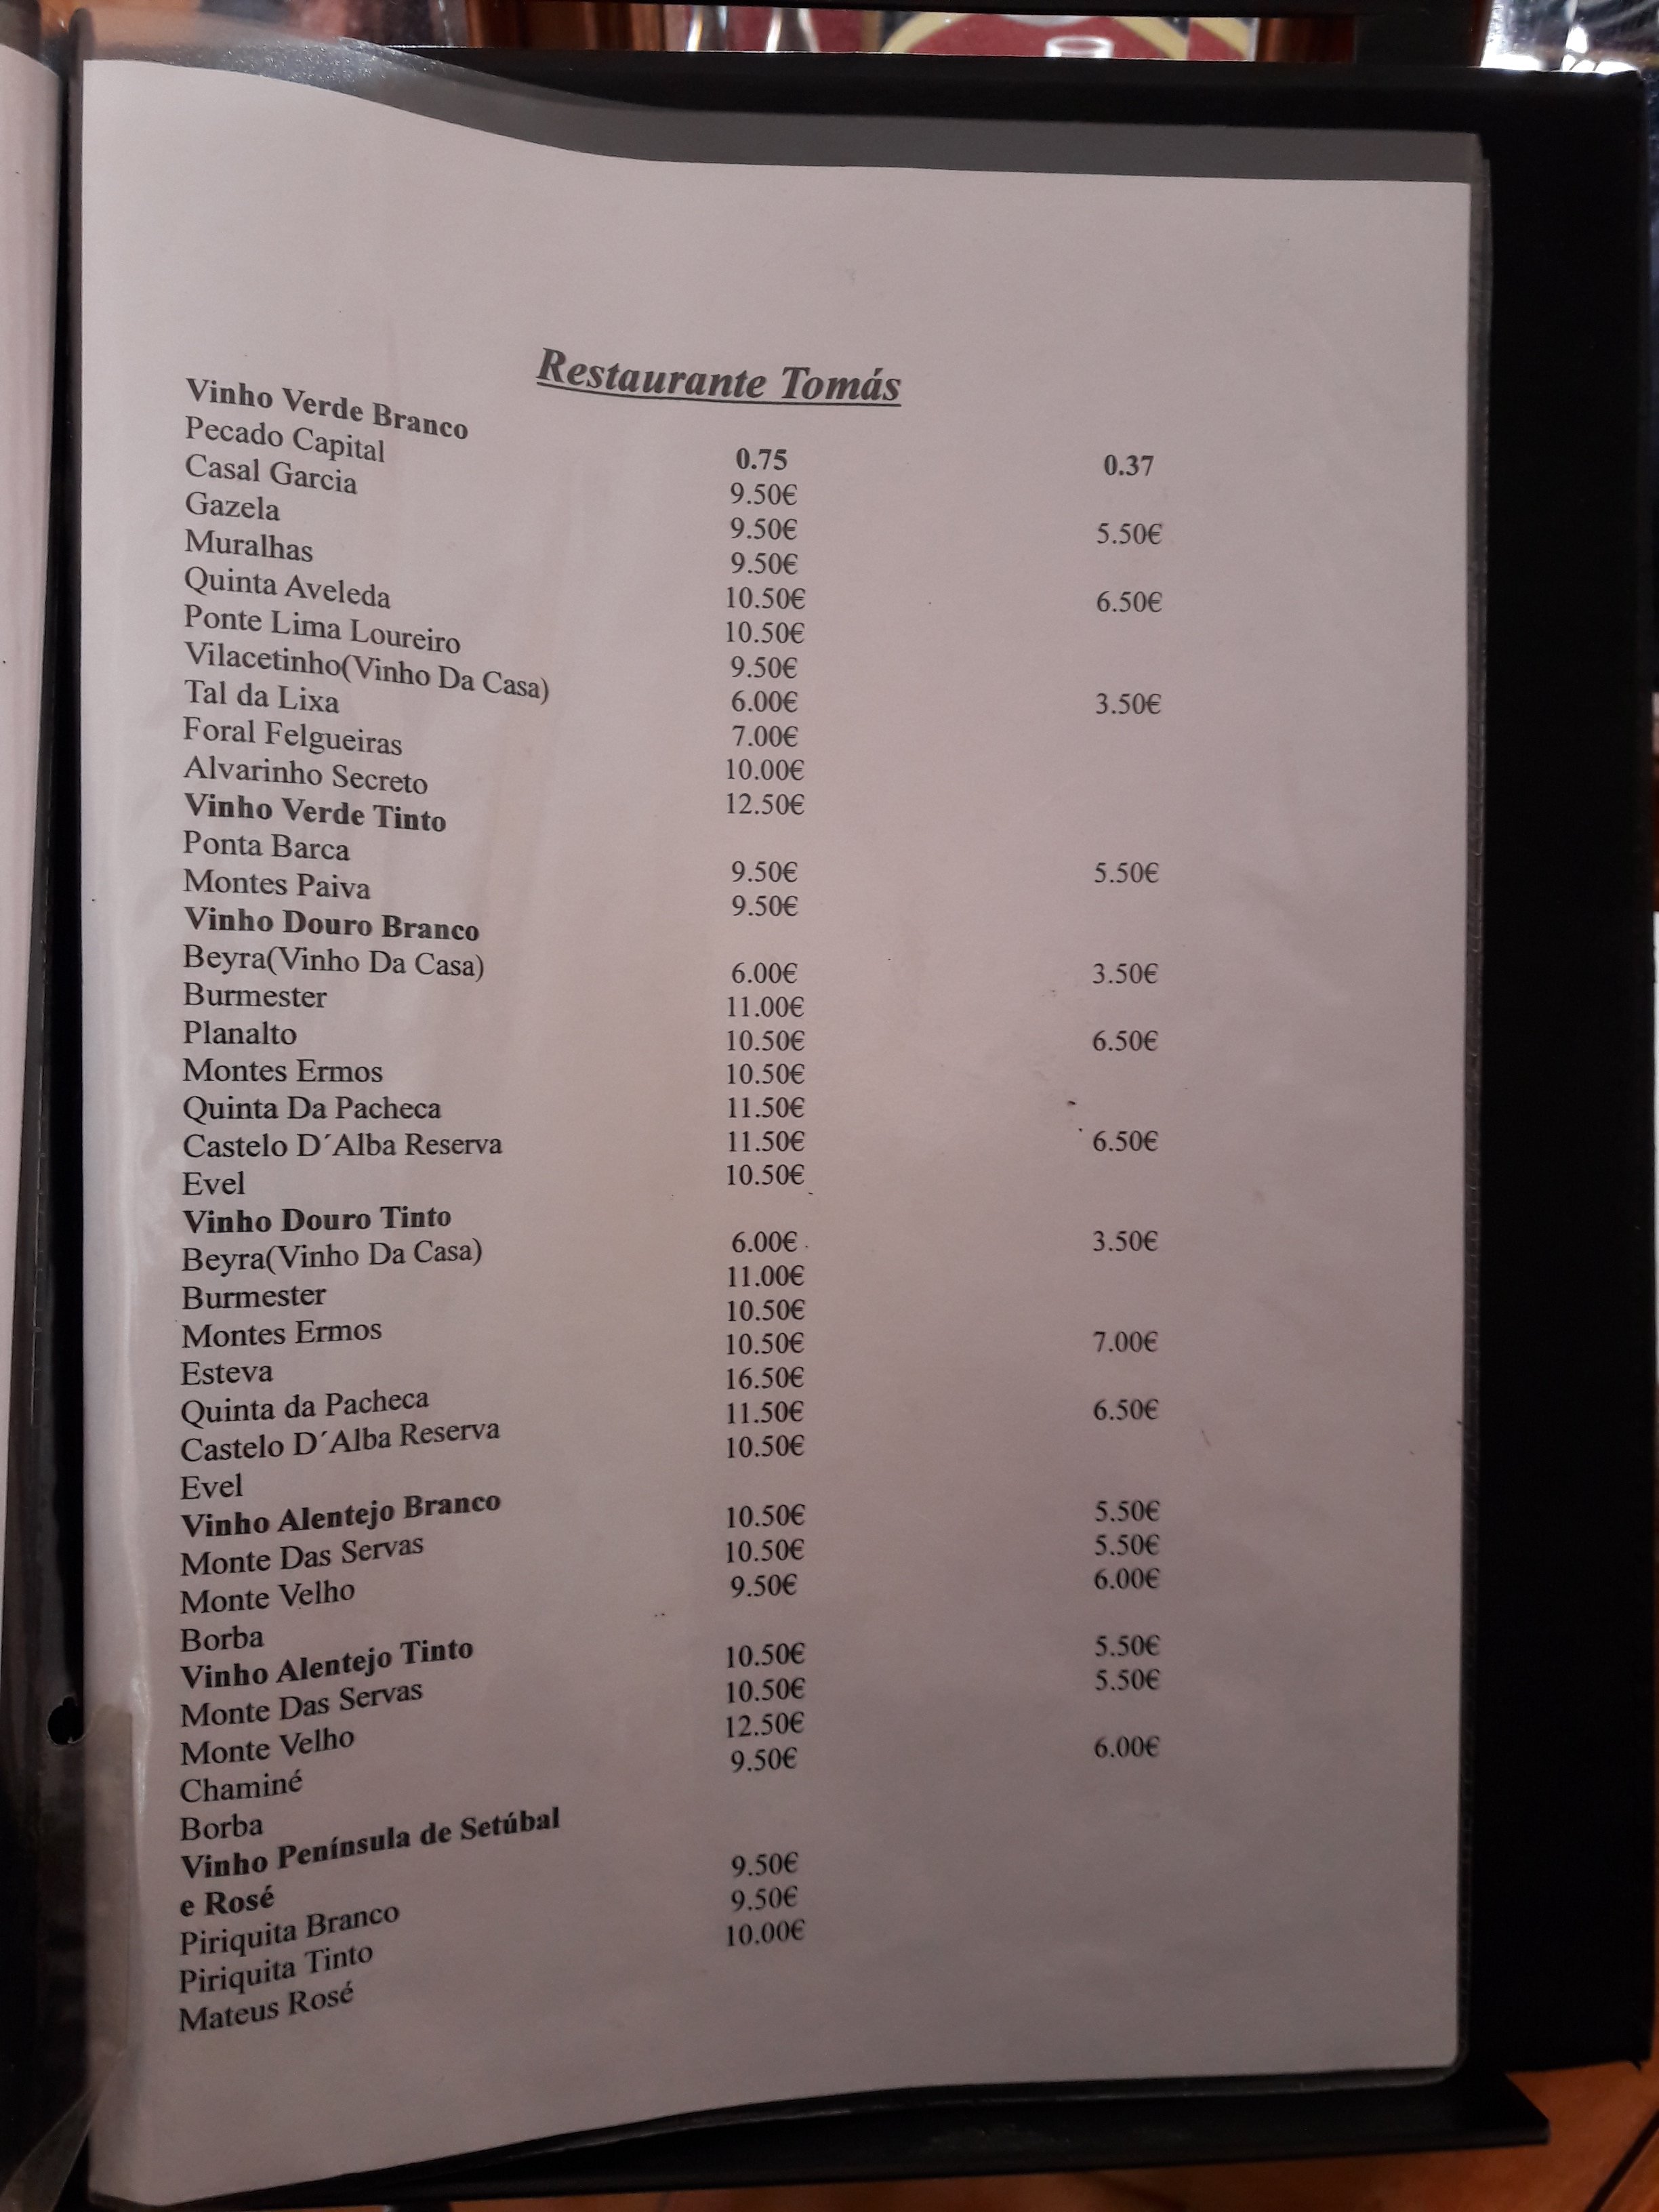 Restaurante Tomás
Vinho Verde Branco 0.75 0.37
Pecado Capital 9.50€
Casal Garcia 9.50€ 5.50€
Gazela 9.50€
Muralhas 10.50€ 6.50€
Quinta Aveleda 10.50€
Ponte Lima Loureiro 9.50€
Vilacetinho(Vinho Da Casa) 6.00€ 3.50€
Tal da Lixa 7.00€
Foral Felgueiras 10.00€
Alvarinho Secreto 12.50€
Vinho Verde Tinto
Ponta Barca 9.50€ 5.50€
Montes Paiva 9.50€
Vinho Douro Branco
Beyra(Vinho Da Casa) 6.00€ 3.50€
Burmester 11.00€
Planalto 10.50€ 6.50€
Montes Ermos 10.50€
Quinta Da Pacheca 11.50€
Castelo D´Alba Reserva 11.50€ 6.50€
Evel 10.50€
Vinho Douro Tinto
Beyra(Vinho Da Casa) 6.00€ 3.50€
Burmester 11.00€
Montes Ermos 10.50€
Esteva 10.50€ 7.00€
Quinta da Pacheca 16.50€
Castelo D´Alba Reserva 11.50€ 6.50€
Evel 10.50€
Vinho Alentejo Branco
Monte Das Servas 10.50€ 5.50€
Monte Velho 10.50€ 5.50€
Borba 9.50€ 6.00€
Vinho Alentejo Tinto
Monte Das Servas 10.50€ 5.50€
Monte Velho 10.50€ 5.50€
Chaminé 12.50€
Borba 9.50€ 6.00€
Vinho Península de Setúbal
e Rosé
Piriquita Branco 9.50€
Piriquita Tinto 9.50€
Mateus Rosé 10.00€